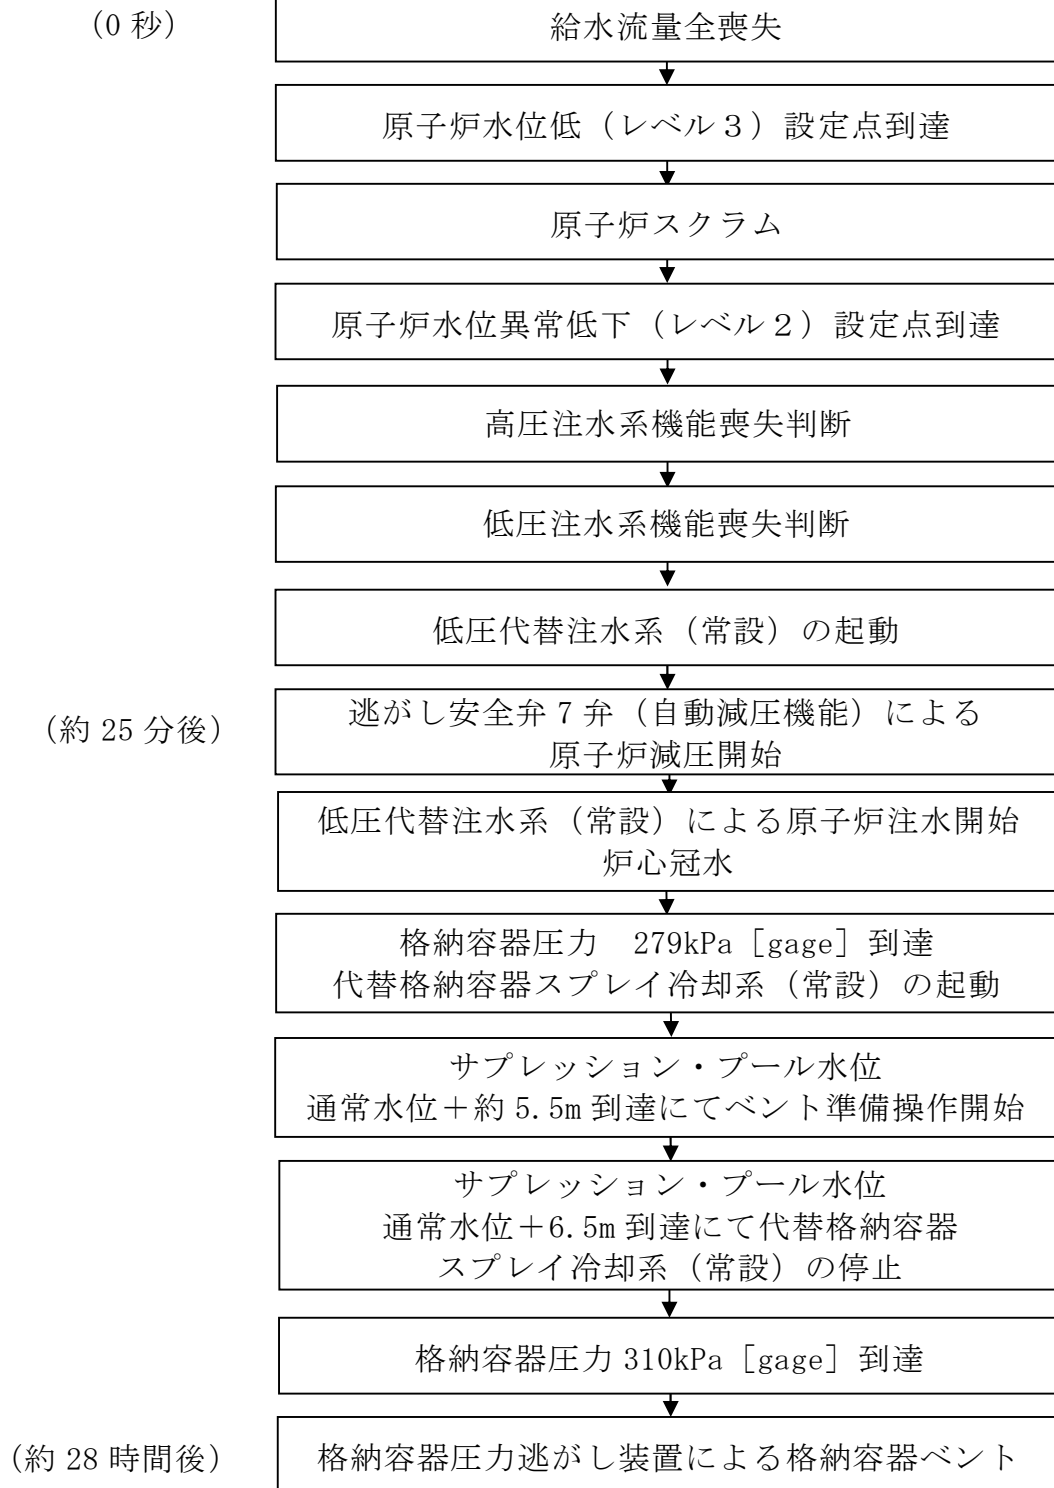 (0 秒)
給水流量全喪失
原子炉水位低（レベル３）設定点到達
原子炉スクラム
原子炉水位異常低下（レベル２）設定点到達
高圧注水系機能喪失判断
低圧注水系機能喪失判断
低圧代替注水系（常設）の起動
(約 25 分後)
逃がし安全弁 7 弁（自動減圧機能）による
原子炉減圧開始
低圧代替注水系（常設）による原子炉注水開始
炉心冠水
格納容器圧力　279kPa［gage］到達
代替格納容器スプレイ冷却系（常設）の起動
サプレッション・プール水位
通常水位＋約 5.5m 到達にてベント準備操作開始
サプレッション・プール水位
通常水位＋6.5m 到達にて代替格納容器
スプレイ冷却系（常設）の停止
格納容器圧力 310kPa［gage］到達
(約 28 時間後)
格納容器圧力逃がし装置による格納容器ベント